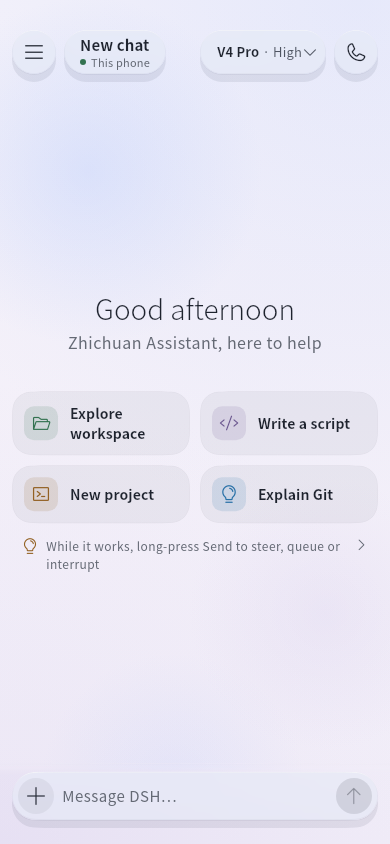 New chat
This phone
V4 Pro · High
Good afternoon
Zhichuan Assistant, here to help
Explore
workspace
Write a script
New project
Explain Git
While it works, long-press Send to steer, queue or
interrupt
Message DSH...